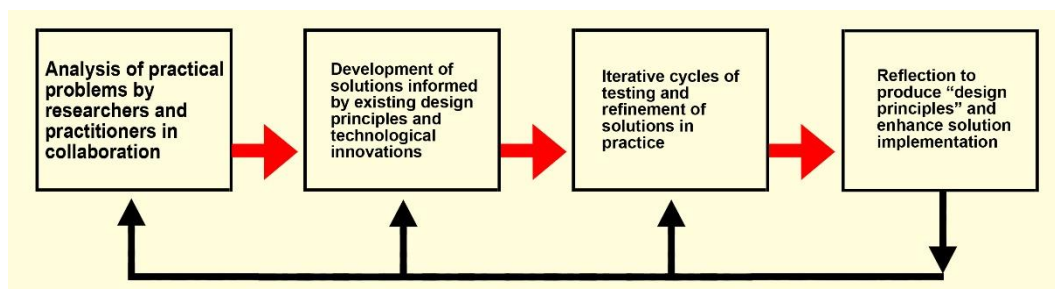 Analysis of practical
problems by
researchers and
practitioners in
collaboration
Development of
solutions informed
by existing design
principles and
technological
innovations
Iterative cycles of
testing and
refinement of
solutions in
practice
Reflection to
produce “design
principles” and
enhance solution
implementation